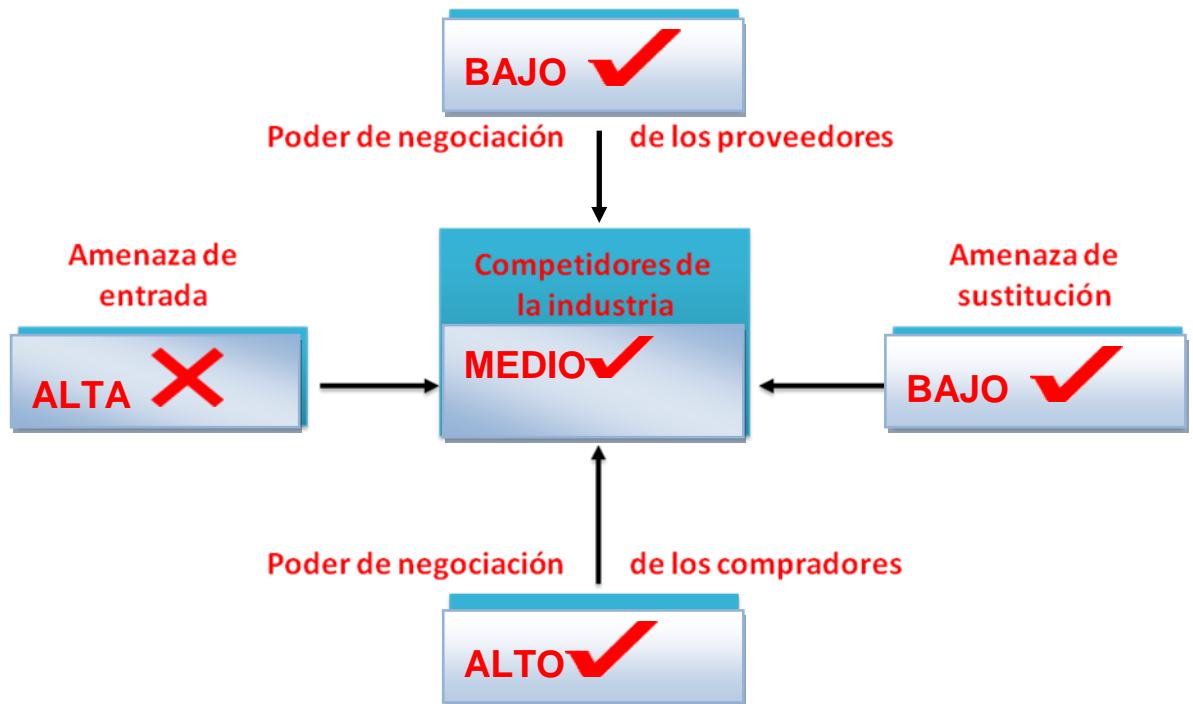 BAJO
Poder de negociación de los proveedores
Amenaza de
entrada
ALTA
Competidores de
la industria
MEDIO
Amenaza de
sustitución
BAJO
Poder de negociación de los compradores
ALTO